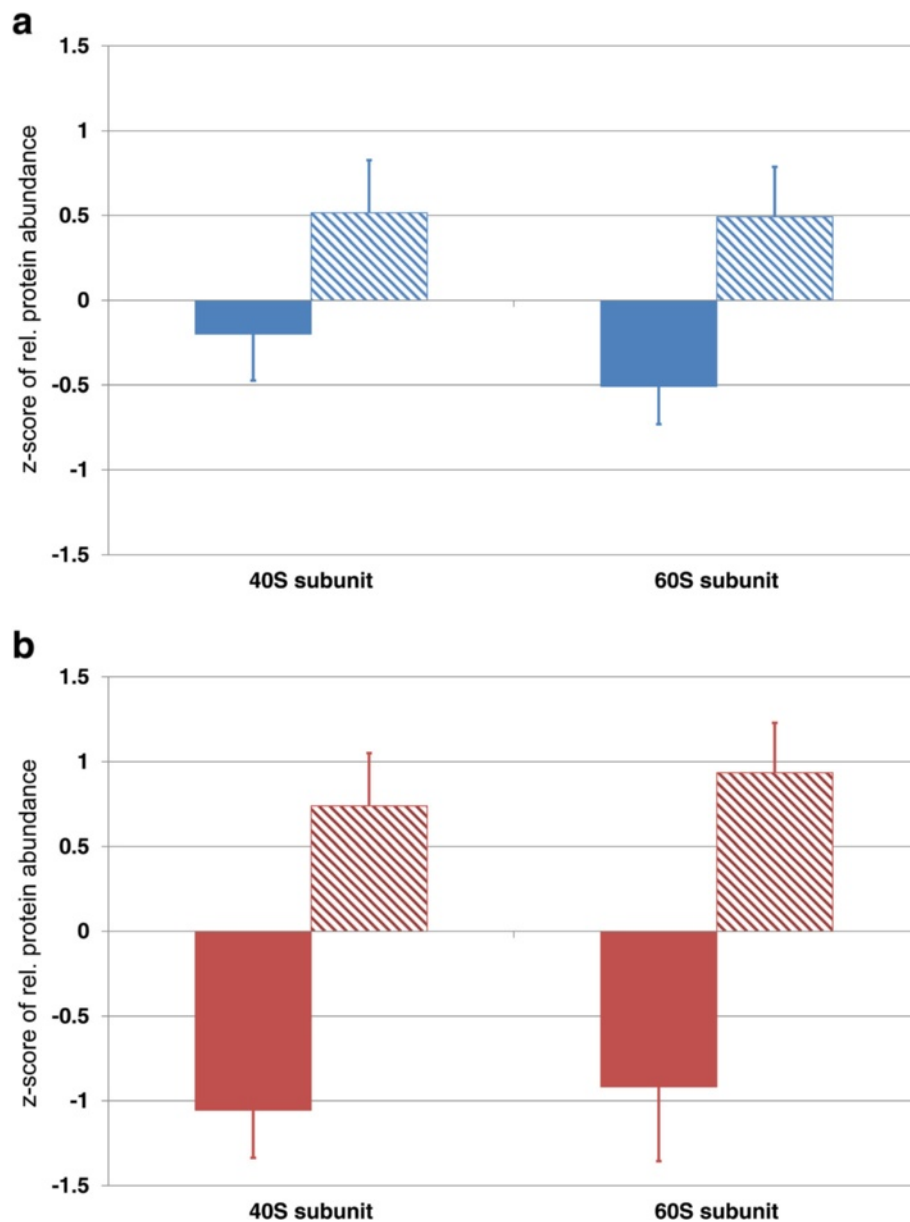 a
1.5
1
0.5
0
-0.5
-1
-1.5
z-score of rel. protein abundance
40S subunit
60S subunit
b
1.5
1
0.5
0
-0.5
-1
-1.5
z-score of rel. protein abundance
40S subunit
60S subunit